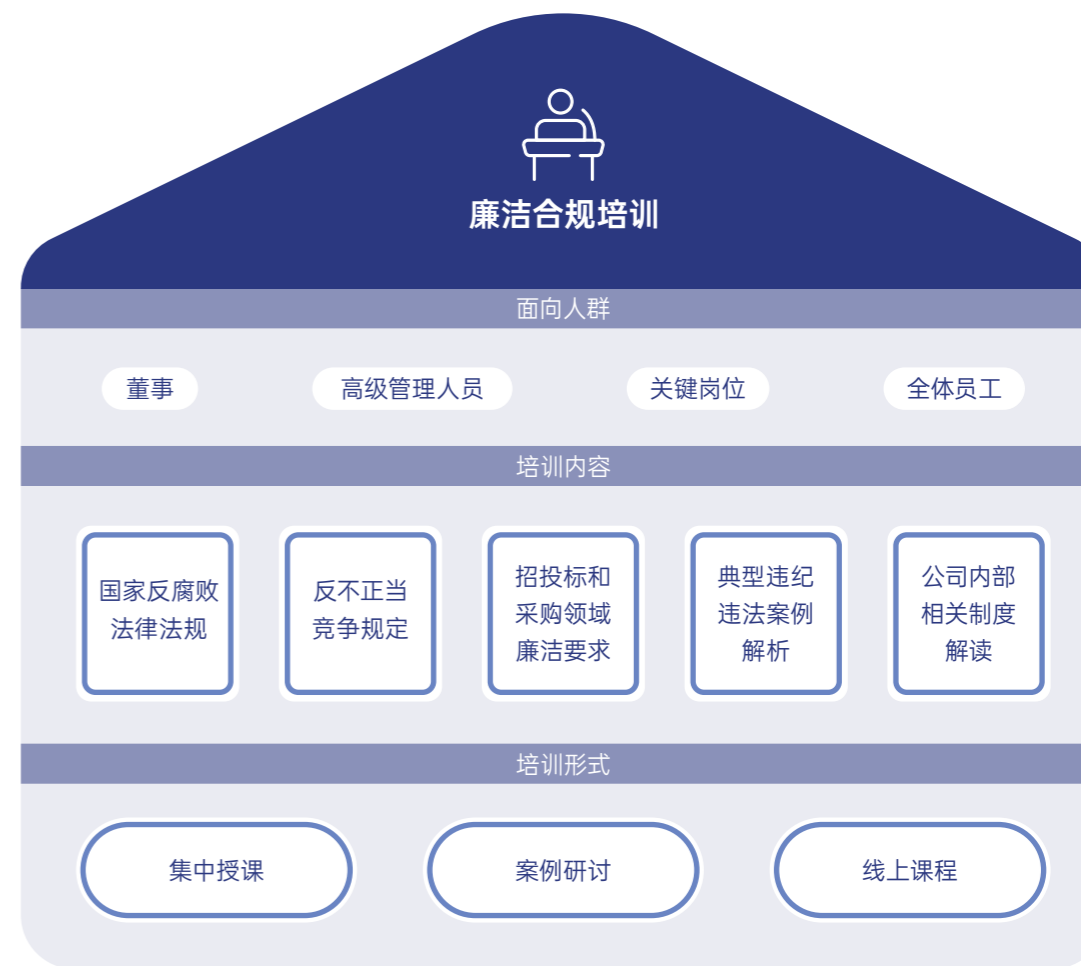 廉洁合规培训
面向人群
董事
高级管理人员
关键岗位
全体员工
培训内容
国家反腐败
法律法规
反不正当
竞争规定
招投标和
采购领域
廉洁要求
典型违纪
违法案例
解析
公司内部
相关制度
解读
培训形式
集中授课
案例研讨
线上课程